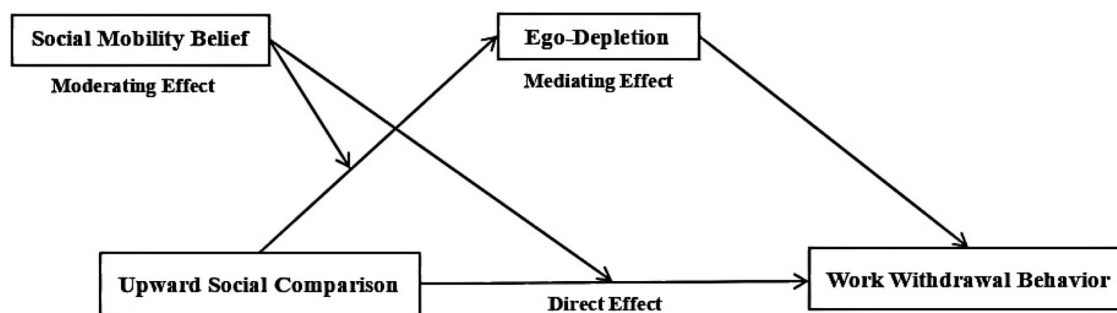 Social Mobility Belief
Moderating Effect
Ego-Depletion
Mediating Effect
Upward Social Comparison
Direct Effect
Work Withdrawal Behavior